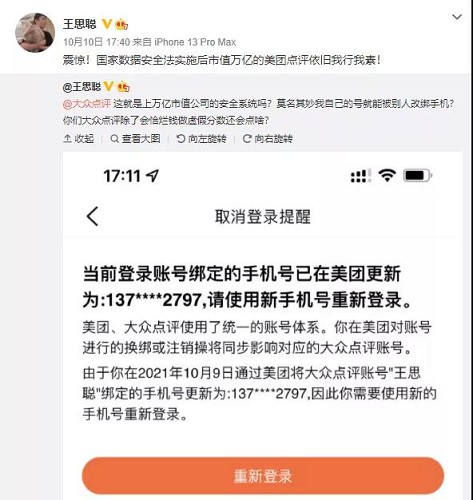 王思聪
10月10日 17:40 来自 iPhone 13 Pro Max
震惊！国家数据安全法实施后市值万亿的美团点评依旧我行我素！
@王思聪
@大众点评 这就是上万亿市值公司的安全系统吗？莫名其妙我自己的号就能被别人改绑手机？
你们大众点评除了会恰烂钱做虚假分数还会点啥？
收起 查看大图 向左旋转 向右旋转
17:11
取消登录提醒
当前登录账号绑定的手机号已在美团更新
为:137****2797,请使用新手机号重新登录。
美团、大众点评使用了统一的账号体系。你在美团对账号
进行的换绑或注销操将同步影响对应的大众点评账号。
由于你在2021年10月9日通过美团将大众点评账号"王思
聪"绑定的手机号更新为:137****2797,因此你需要使用新的
手机号重新登录。
重新登录